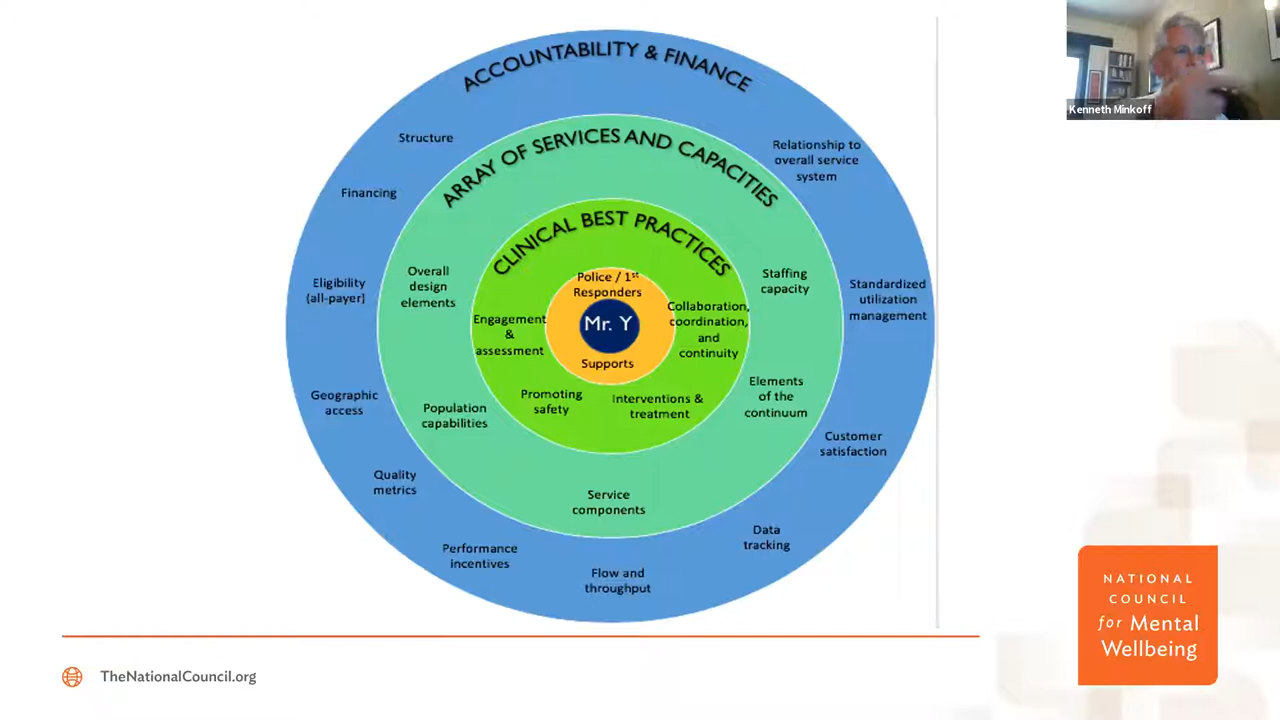 ACCOUNTABILITY & FINANCE
Structure
Financing
Eligibility
(all-payer)
Geographic
access
Quality
metrics
Performance
incentives
Flow and
throughput
Data
tracking
Customer
satisfaction
Standardized
utilization
management
Relationship to
overall service
system
ARRAY OF SERVICES AND CAPACITIES
Overall
design
elements
Population
capabilities
Service
components
Elements
of the
continuum
Staffing
capacity
CLINICAL BEST PRACTICES
Engagement
&
assessment
Promoting
safety
Interventions &
treatment
Collaboration,
coordination,
and
continuity
Police / 1st
Responders
Mr. Y
Supports
Kenneth Minkoff
NATIONAL
COUNCIL
for Mental
Wellbeing
TheNationalCouncil.org